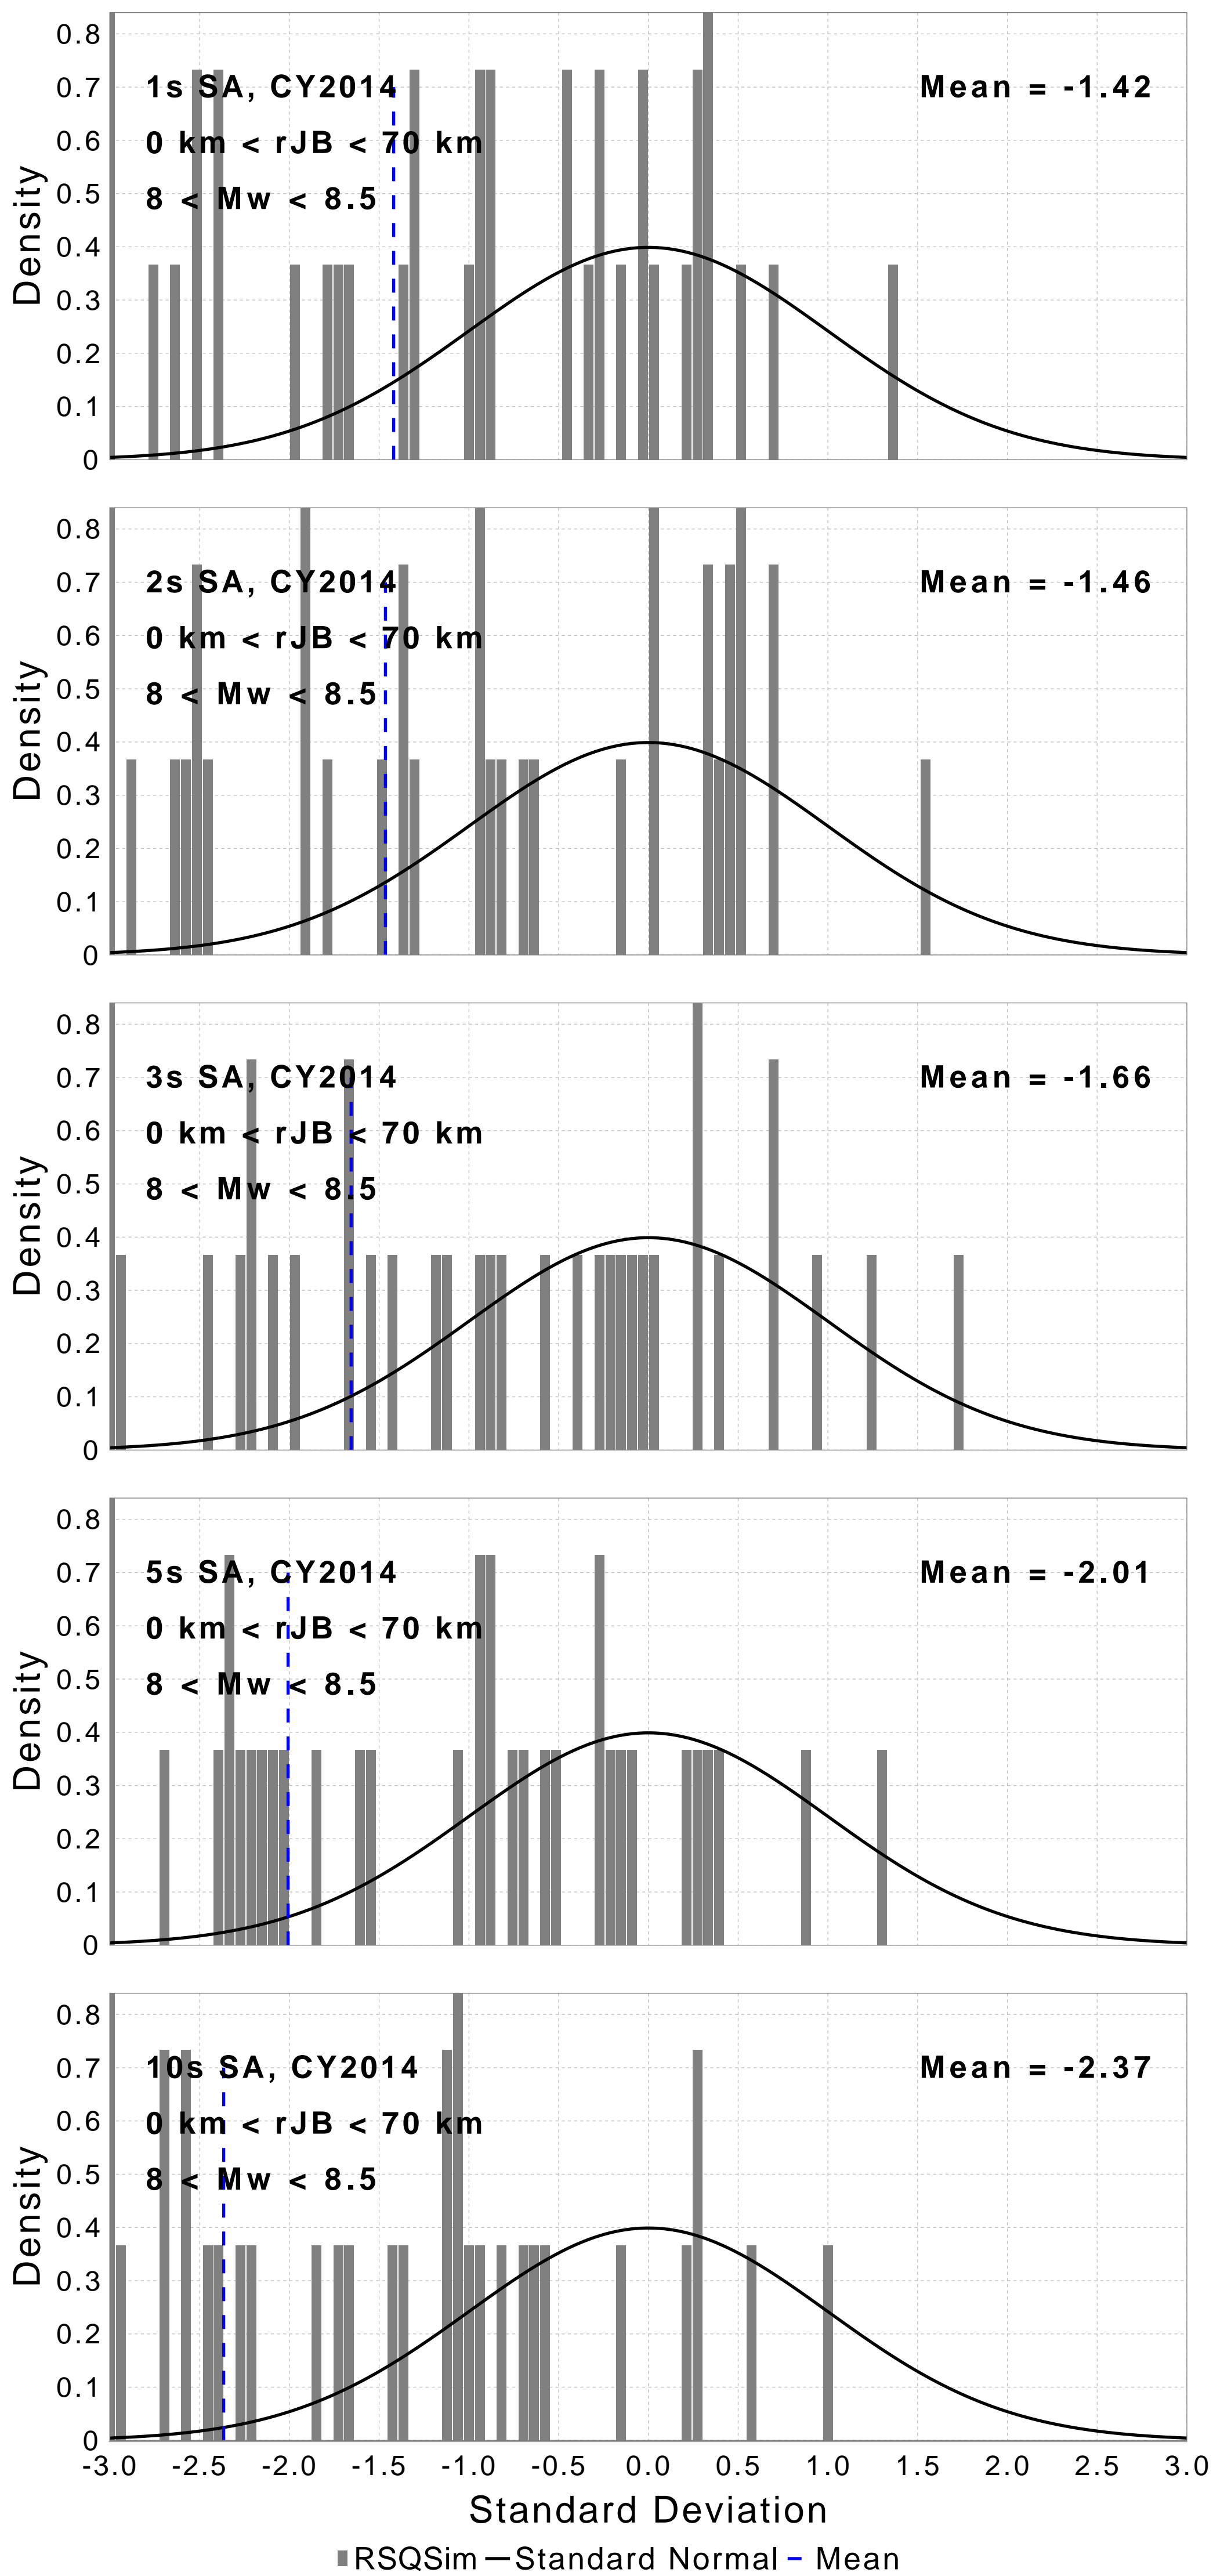 0.8
0.7
0.6
0.5
0.4
0.3
0.2
0.1
0
Density
1s SA, CY2014
0 km < rJB < 70 km
8 < Mw < 8.5
Mean = -1.42
0.8
0.7
0.6
0.5
0.4
0.3
0.2
0.1
0
Density
2s SA, CY2014
0 km < rJB < 70 km
8 < Mw < 8.5
Mean = -1.46
0.8
0.7
0.6
0.5
0.4
0.3
0.2
0.1
0
Density
3s SA, CY2014
0 km < rJB < 70 km
8 < Mw < 8.5
Mean = -1.66
0.8
0.7
0.6
0.5
0.4
0.3
0.2
0.1
0
Density
5s SA, CY2014
0 km < rJB < 70 km
8 < Mw < 8.5
Mean = -2.01
0.8
0.7
0.6
0.5
0.4
0.3
0.2
0.1
0
Density
10s SA, CY2014
0 km < rJB < 70 km
8 < Mw < 8.5
Mean = -2.37
-3.0 -2.5 -2.0 -1.5 -1.0 -0.5 0.0 0.5 1.0 1.5 2.0 2.5 3.0
Standard Deviation
RSQSim Standard Normal Mean